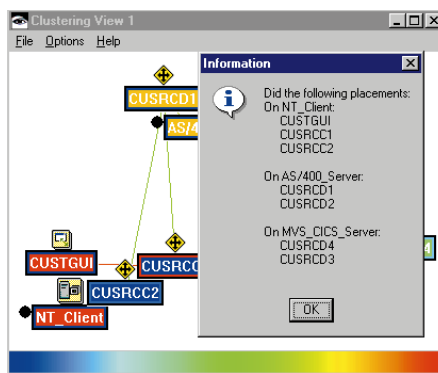 Clustering View 1
File Options Help
CUSRCD1
AS/4
CUSTGUI
CUSRCC
CUSRCC2
NT_Client
4
Information
Did the following placements:
On NT_Client:
CUSTGUI
CUSRCC1
CUSRCC2
On AS/400_Server:
CUSRCD1
CUSRCD2
On MVS_CICS_Server:
CUSRCD4
CUSRCD3
OK